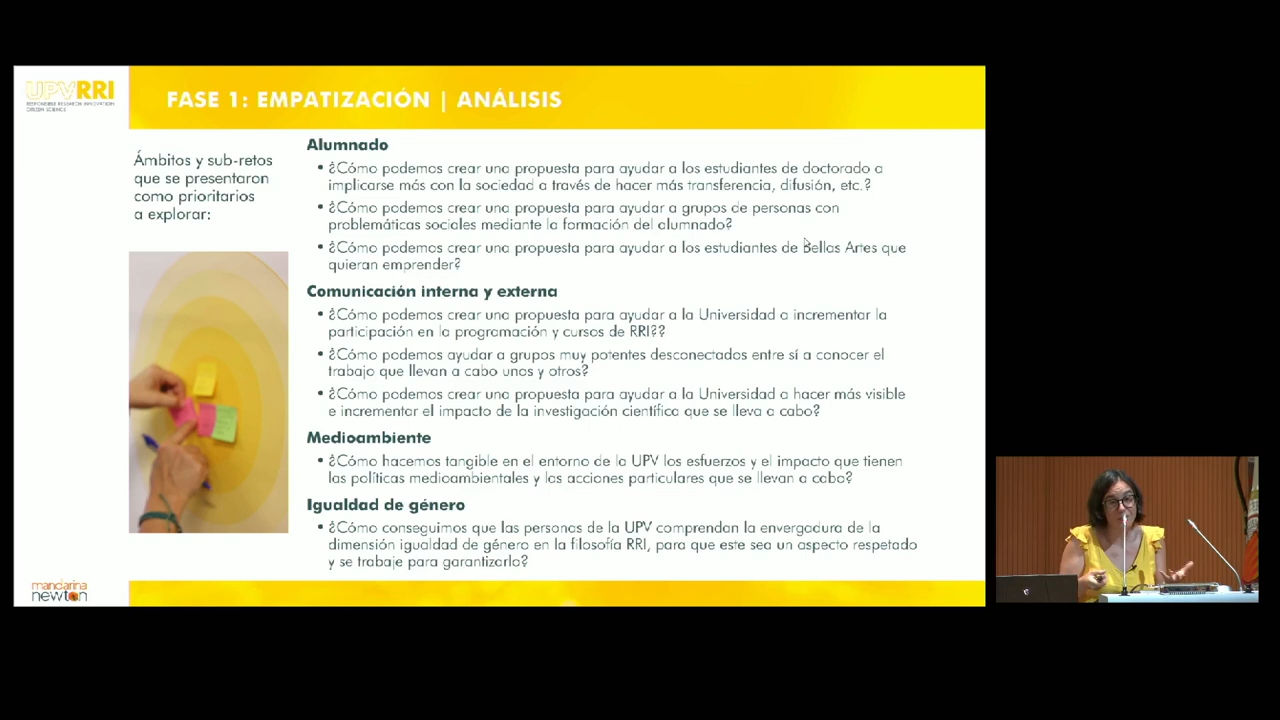 UPVRRI
RESPONSIBLE RESEARCH INNOVATION
CITIZEN SCIENCE
FASE 1: EMPATIZACIÓN | ANÁLISIS
Ámbitos y sub-retos
que se presentaron
como prioritarios
a explorar:
Alumnado
• ¿Cómo podemos crear una propuesta para ayudar a los estudiantes de doctorado a
implicarse más con la sociedad a través de hacer más transferencia, difusión, etc.?
• ¿Cómo podemos crear una propuesta para ayudar a grupos de personas con
problemáticas sociales mediante la formación del alumnado?
• ¿Cómo podemos crear una propuesta para ayudar a los estudiantes de Bellas Artes que
quieran emprender?
Comunicación interna y externa
• ¿Cómo podemos crear una propuesta para ayudar a la Universidad a incrementar la
participación en la programación y cursos de RRI??
• ¿Cómo podemos ayudar a grupos muy potentes desconectados entre sí a conocer el
trabajo que llevan a cabo unos y otros?
• ¿Cómo podemos crear una propuesta para ayudar a la Universidad a hacer más visible
e incrementar el impacto de la investigación científica que se lleva a cabo?
Medioambiente
• ¿Cómo hacemos tangible en el entorno de la UPV los esfuerzos y el impacto que tienen
las políticas medioambientales y las acciones particulares que se llevan a cabo?
Igualdad de género
• ¿Cómo conseguimos que las personas de la UPV comprendan la envergadura de la
dimensión igualdad de género en la filosofía RRI, para que este sea un aspecto respetado
y se trabaje para garantizarlo?
mandarina
newton